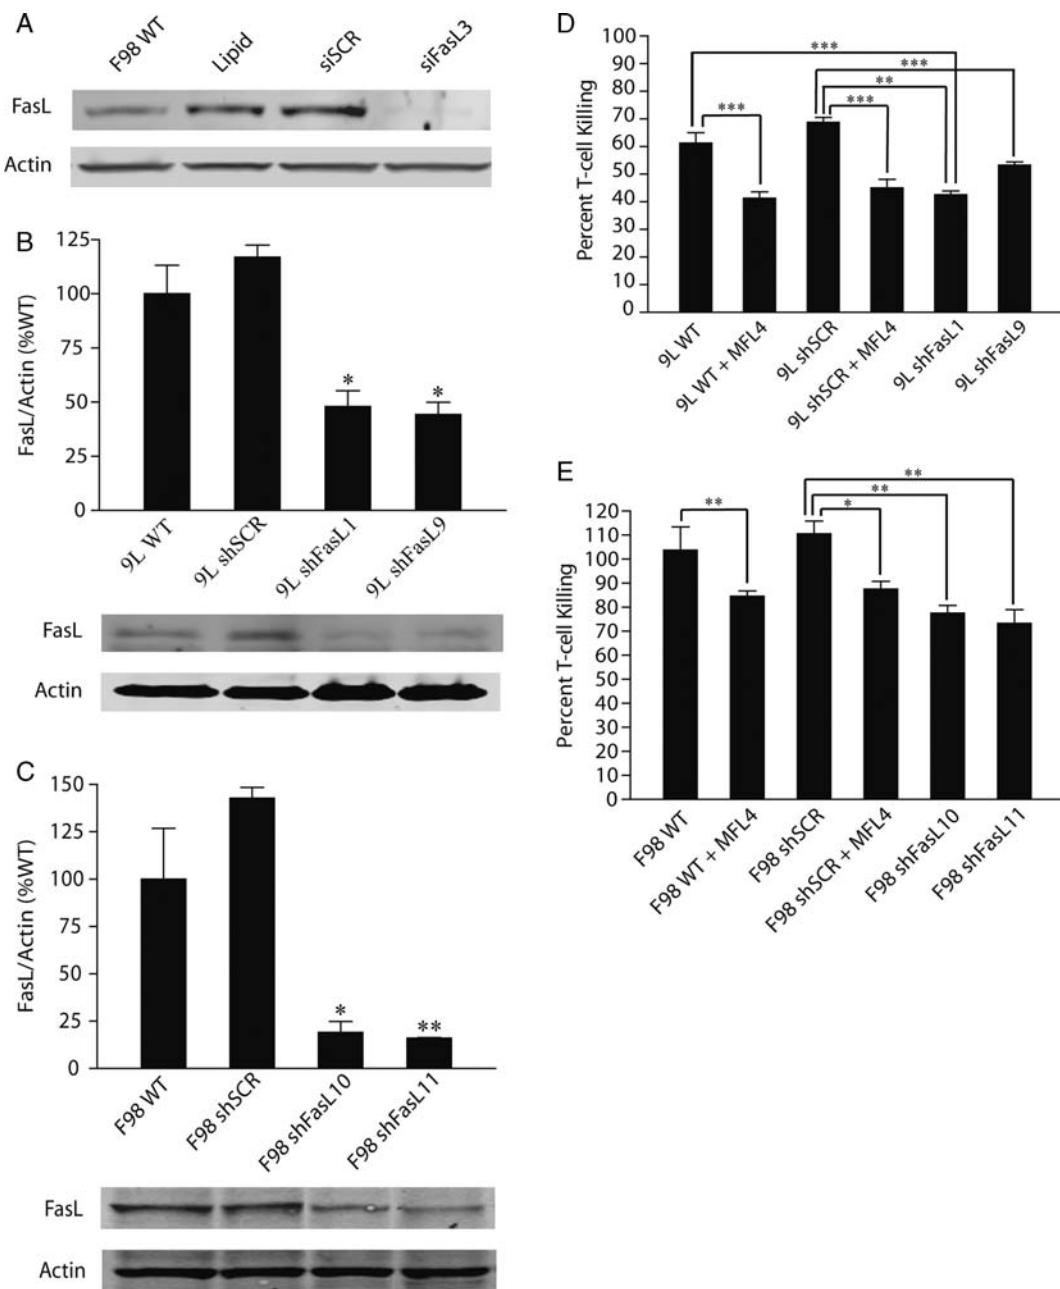 A
F98 WT
Lipid
siSCR
siFasL3
FasL
Actin
B
FasL/Actin (%WT)
125
100
75
50
25
0
*
*
9L WT
9L shSCR
9L shFasL1
9L shFasL9
FasL
Actin
C
FasL/Actin (%WT)
150
125
100
75
50
25
0
*
**
F98 WT
F98 shSCR
F98 shFasL10
F98 shFasL11
FasL
Actin
D
Percent T-cell Killing
100
90
80
70
60
50
40
30
20
10
0
***
***
***
**
***
9L WT
9L WT + MFL4
9L shSCR
9L shSCR + MFL4
9L shFasL1
9L shFasL9
E
Percent T-cell Killing
120
110
100
90
80
70
60
50
40
30
20
10
0
**
**
**
*
F98 WT
F98 WT + MFL4
F98 shSCR
F98 shSCR + MFL4
F98 shFasL10
F98 shFasL11